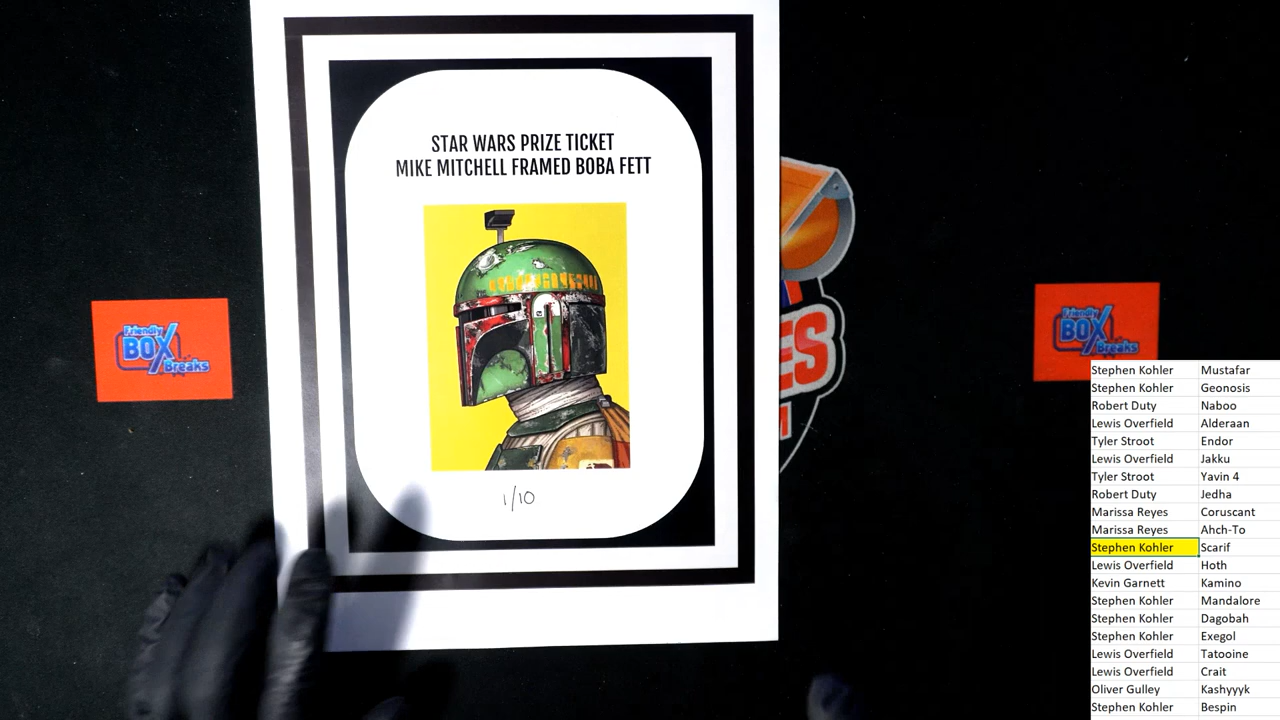 STAR WARS PRIZE TICKET
MIKE MITCHELL FRAMED BOBA FETT
1/10
Friendly
BOX
Breaks
Friendly
BOX
Breaks
ES
Stephen Kohler Mustafar
Stephen Kohler Geonosis
Robert Duty Naboo
Lewis Overfield Alderaan
Tyler Stroot Endor
Lewis Overfield Jakku
Tyler Stroot Yavin 4
Robert Duty Jedha
Marissa Reyes Coruscant
Marissa Reyes Ahch-To
Stephen Kohler Scarif
Lewis Overfield Hoth
Kevin Garnett Kamino
Stephen Kohler Mandalore
Stephen Kohler Dagobah
Stephen Kohler Exegol
Lewis Overfield Tatooine
Lewis Overfield Crait
Oliver Gulley Kashyyyk
Stephen Kohler Bespin